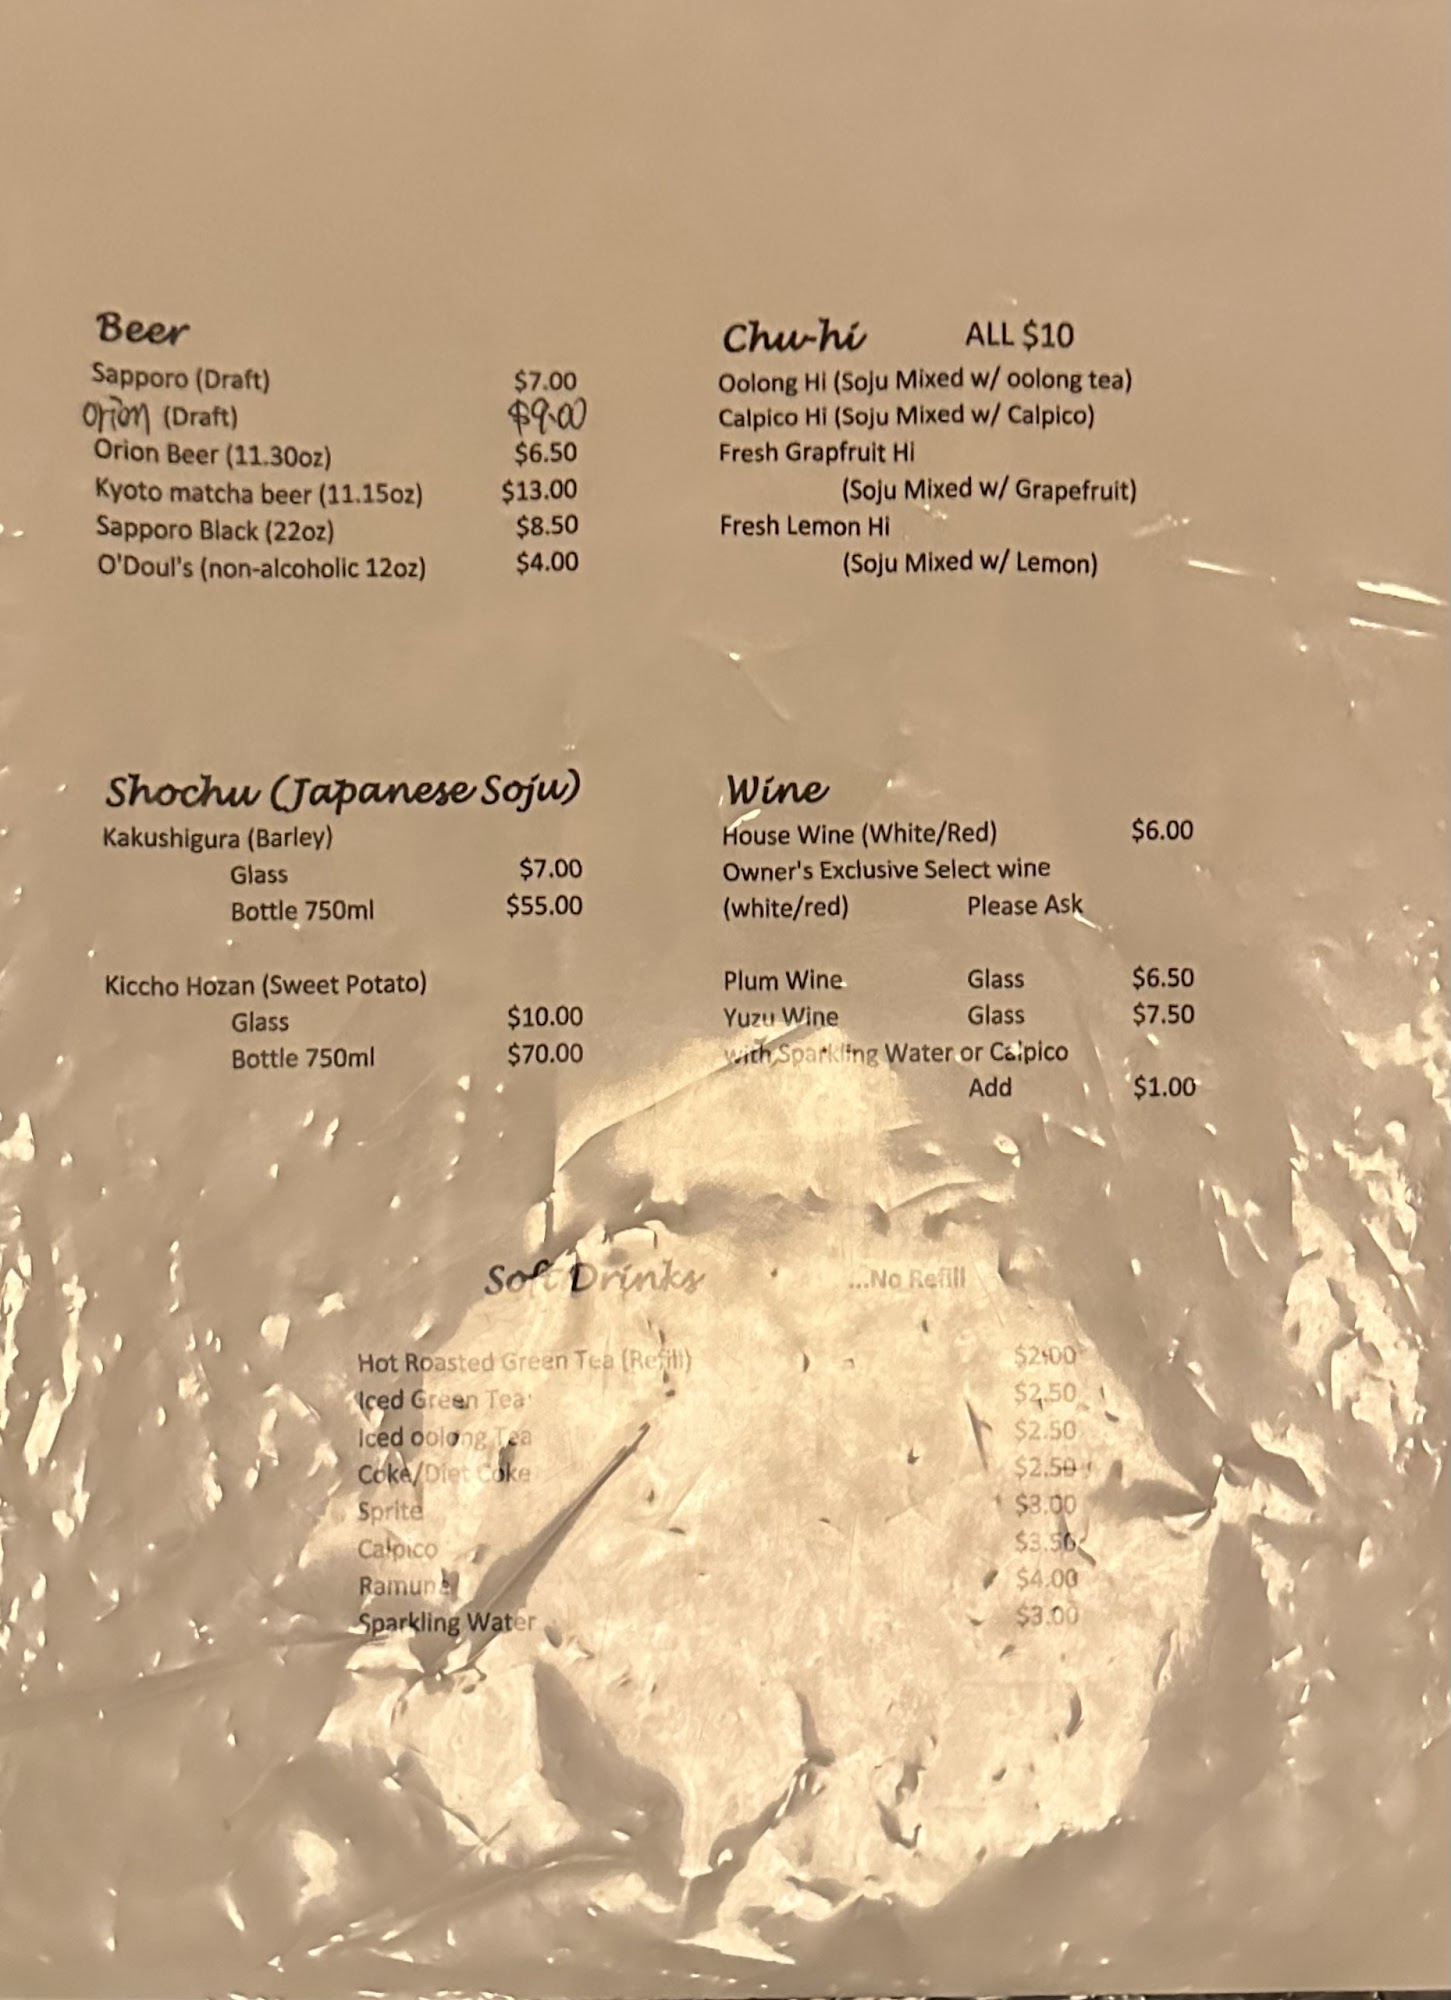 Beer
Sapporo (Draft) $7.00
Orion (Draft) $9.00
Orion Beer (11.30oz) $6.50
Kyoto matcha beer (11.15oz) $13.00
Sapporo Black (22oz) $8.50
O'Doul's (non-alcoholic 12oz) $4.00
Chu-hi ALL $10
Oolong Hi (Soju Mixed w/ oolong tea)
Calpico Hi (Soju Mixed w/ Calpico)
Fresh Grapfruit Hi
(Soju Mixed w/ Grapefruit)
Fresh Lemon Hi
(Soju Mixed w/ Lemon)
Shochu (Japanese Soju)
Kakushigura (Barley)
Glass $7.00
Bottle 750ml $55.00
Kiccho Hozan (Sweet Potato)
Glass $10.00
Bottle 750ml $70.00
Wine
House Wine (White/Red) $6.00
Owner's Exclusive Select wine
(white/red) Please Ask
Plum Wine Glass $6.50
Yuzu Wine Glass $7.50
with Sparkling Water or Calpico
Add $1.00
Soft Drinks ...No Refill
Hot Roasted Green Tea (Refill) $2.00
Iced Green Tea $2.50
Iced oolong Tea $2.50
Coke/Diet Coke $2.50
Sprite $3.00
Calpico $3.50
Ramune $4.00
Sparkling Water $3.00